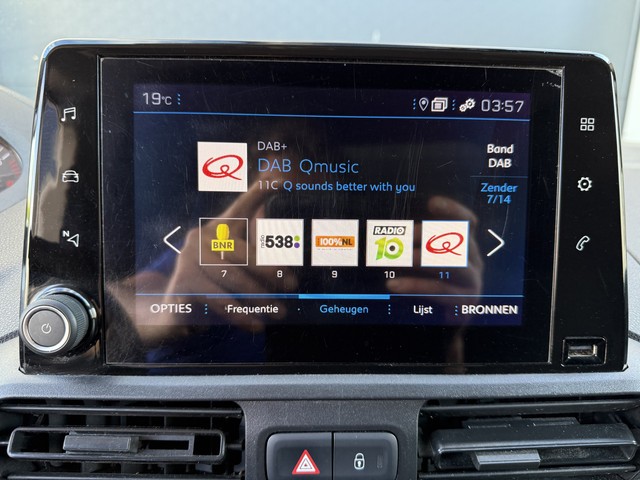 19°C
03:57
DAB+
DAB Qmusic
11C Q sounds better with you
Band
DAB
Zender
7/14
BNR
radio
538
100%NL
RADIO
10
Q
7
8
9
10
11
OPTIES
Frequentie
Geheugen
Lijst
BRONNEN
N